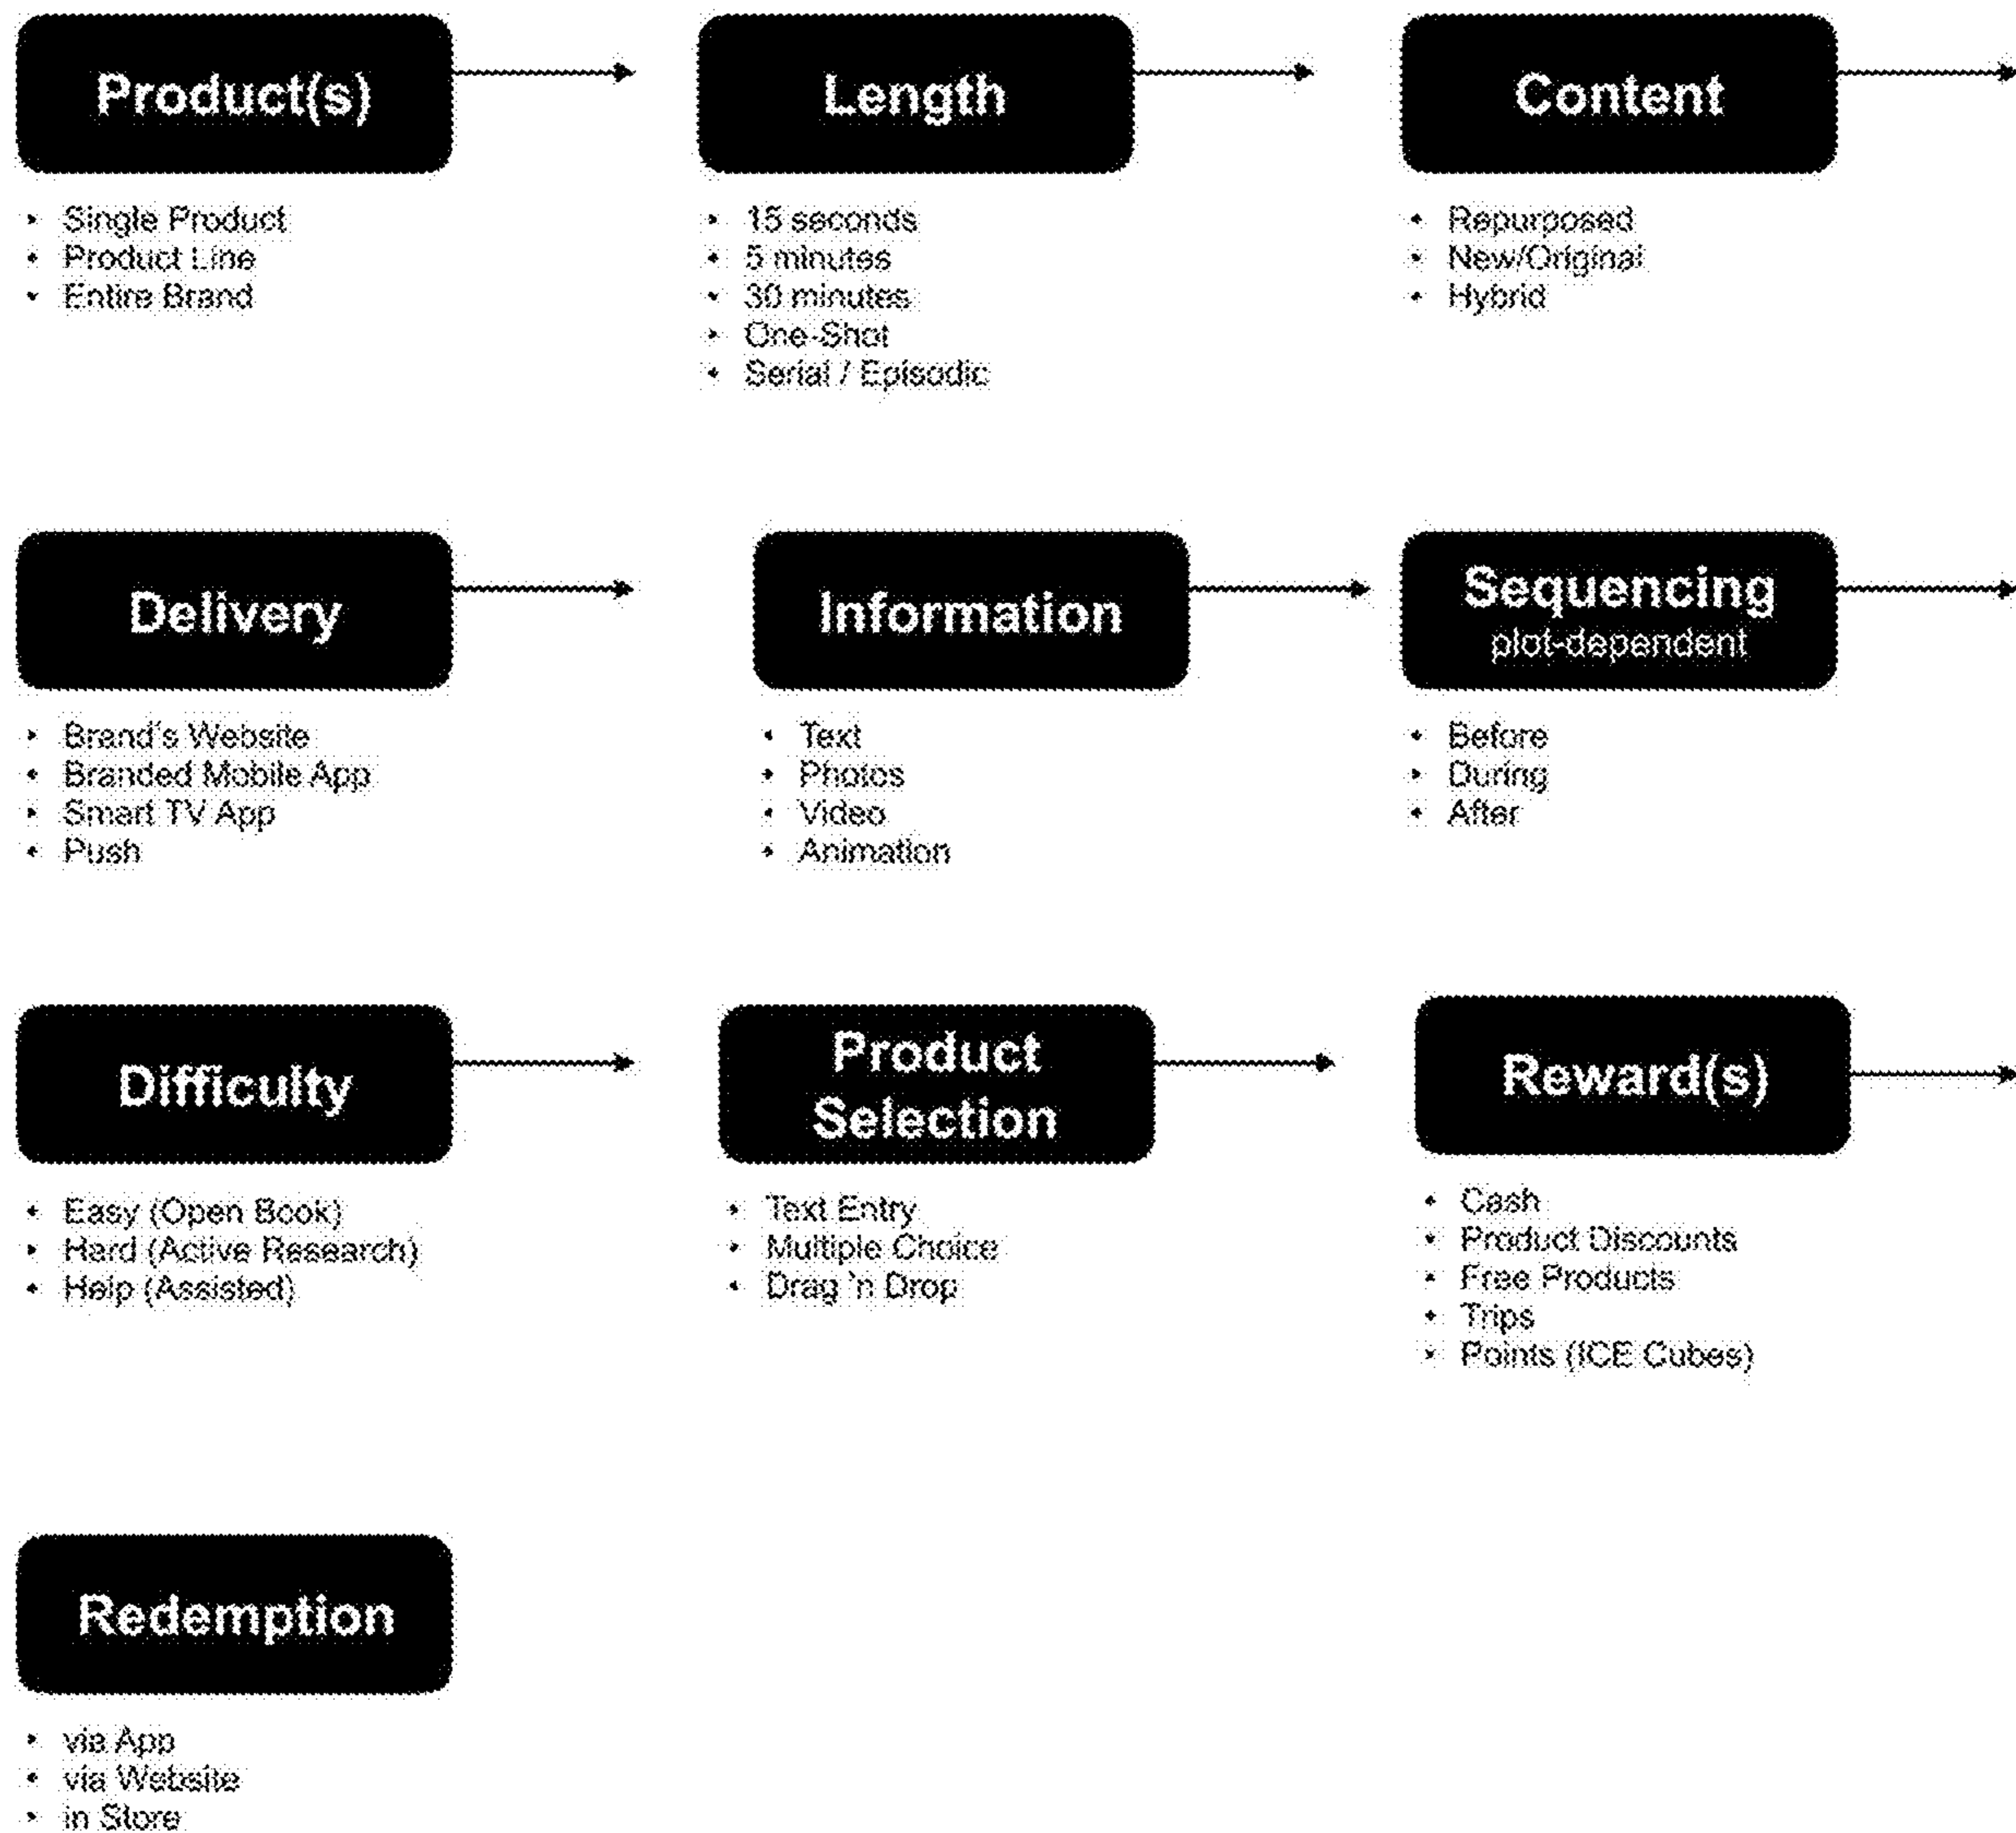 Product(s)
• Single Product
• Product Line
• Entire Brand
Length
• 15 seconds
• 5 minutes
• 30 minutes
• One-Shot
• Serial / Episodic
Content
• Repurposed
• New/Original
• Hybrid
Delivery
• Brand's Website
• Branded Mobile App
• Smart TV App
• Push
Information
• Text
• Photos
• Video
• Animation
Sequencing
plot-dependent
• Before
• During
• After
Difficulty
• Easy (Open Book)
• Hard (Active Research)
• Help (Assisted)
Product
Selection
• Text Entry
• Multiple Choice
• Drag 'n Drop
Reward(s)
• Cash
• Product Discounts
• Free Products
• Trips
• Points (ICE Cubes)
Redemption
• via App
• via Website
• in Store